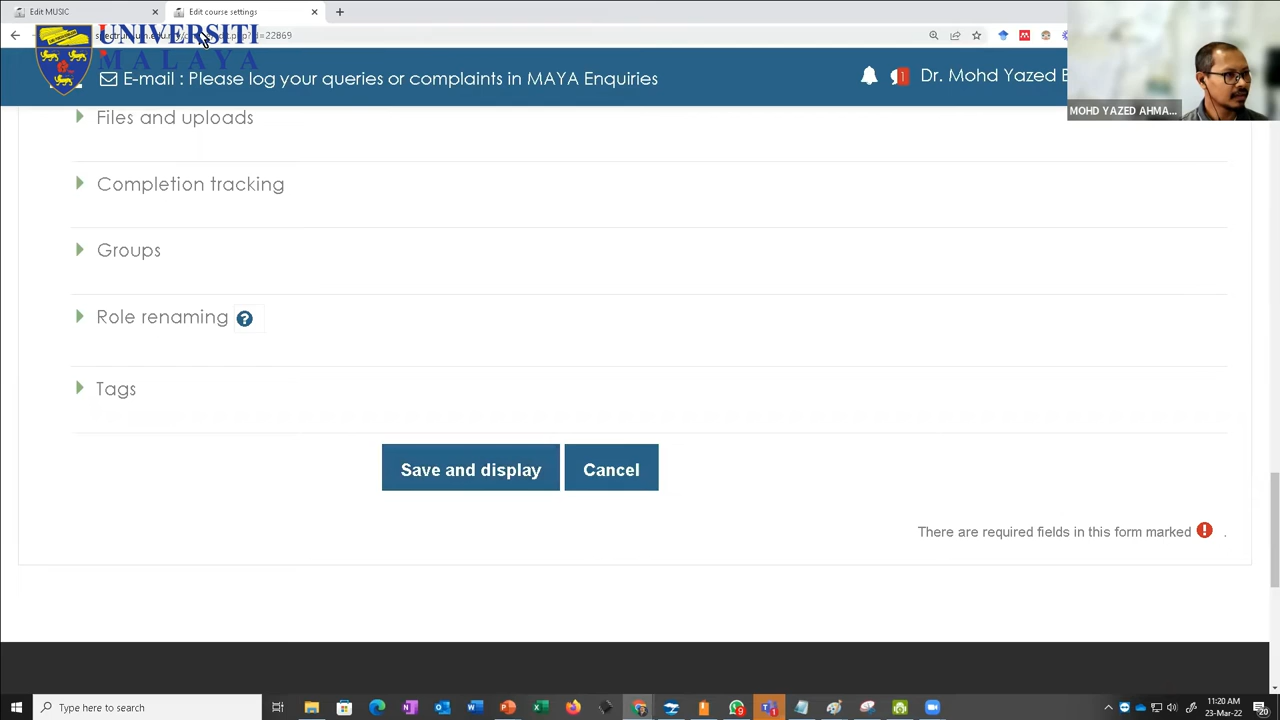 Edit MUSIC
Edit course settings
=22869
UNIVERSITI
MALAYA
E-mail : Please log your queries or complaints in MAYA Enquiries
1
Dr. Mohd Yazed
MOHD YAZED AHMA...
Files and uploads
Completion tracking
Groups
Role renaming
Tags
Save and display
Cancel
There are required fields in this form marked .
Type here to search
11:20 AM
23-Mar-22